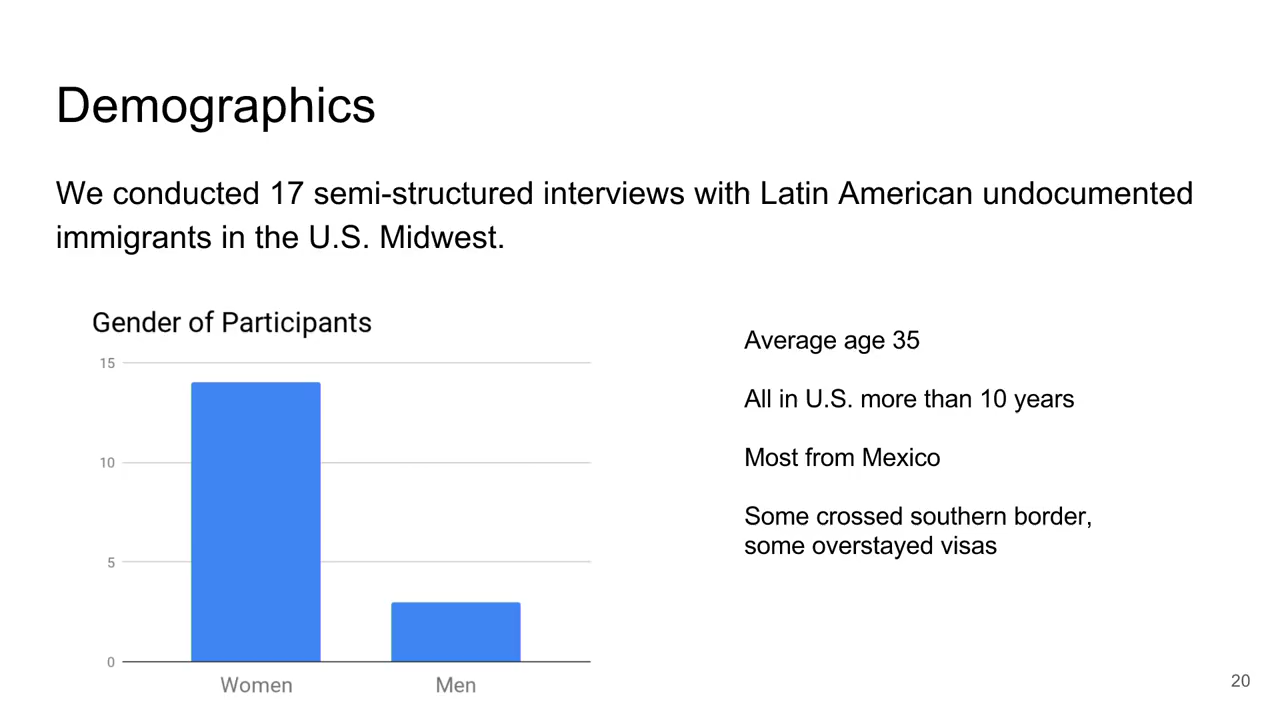 Demographics
We conducted 17 semi-structured interviews with Latin American undocumented
immigrants in the U.S. Midwest.
Gender of Participants
15
10
5
0
Women
Men
Average age 35
All in U.S. more than 10 years
Most from Mexico
Some crossed southern border,
some overstayed visas
20